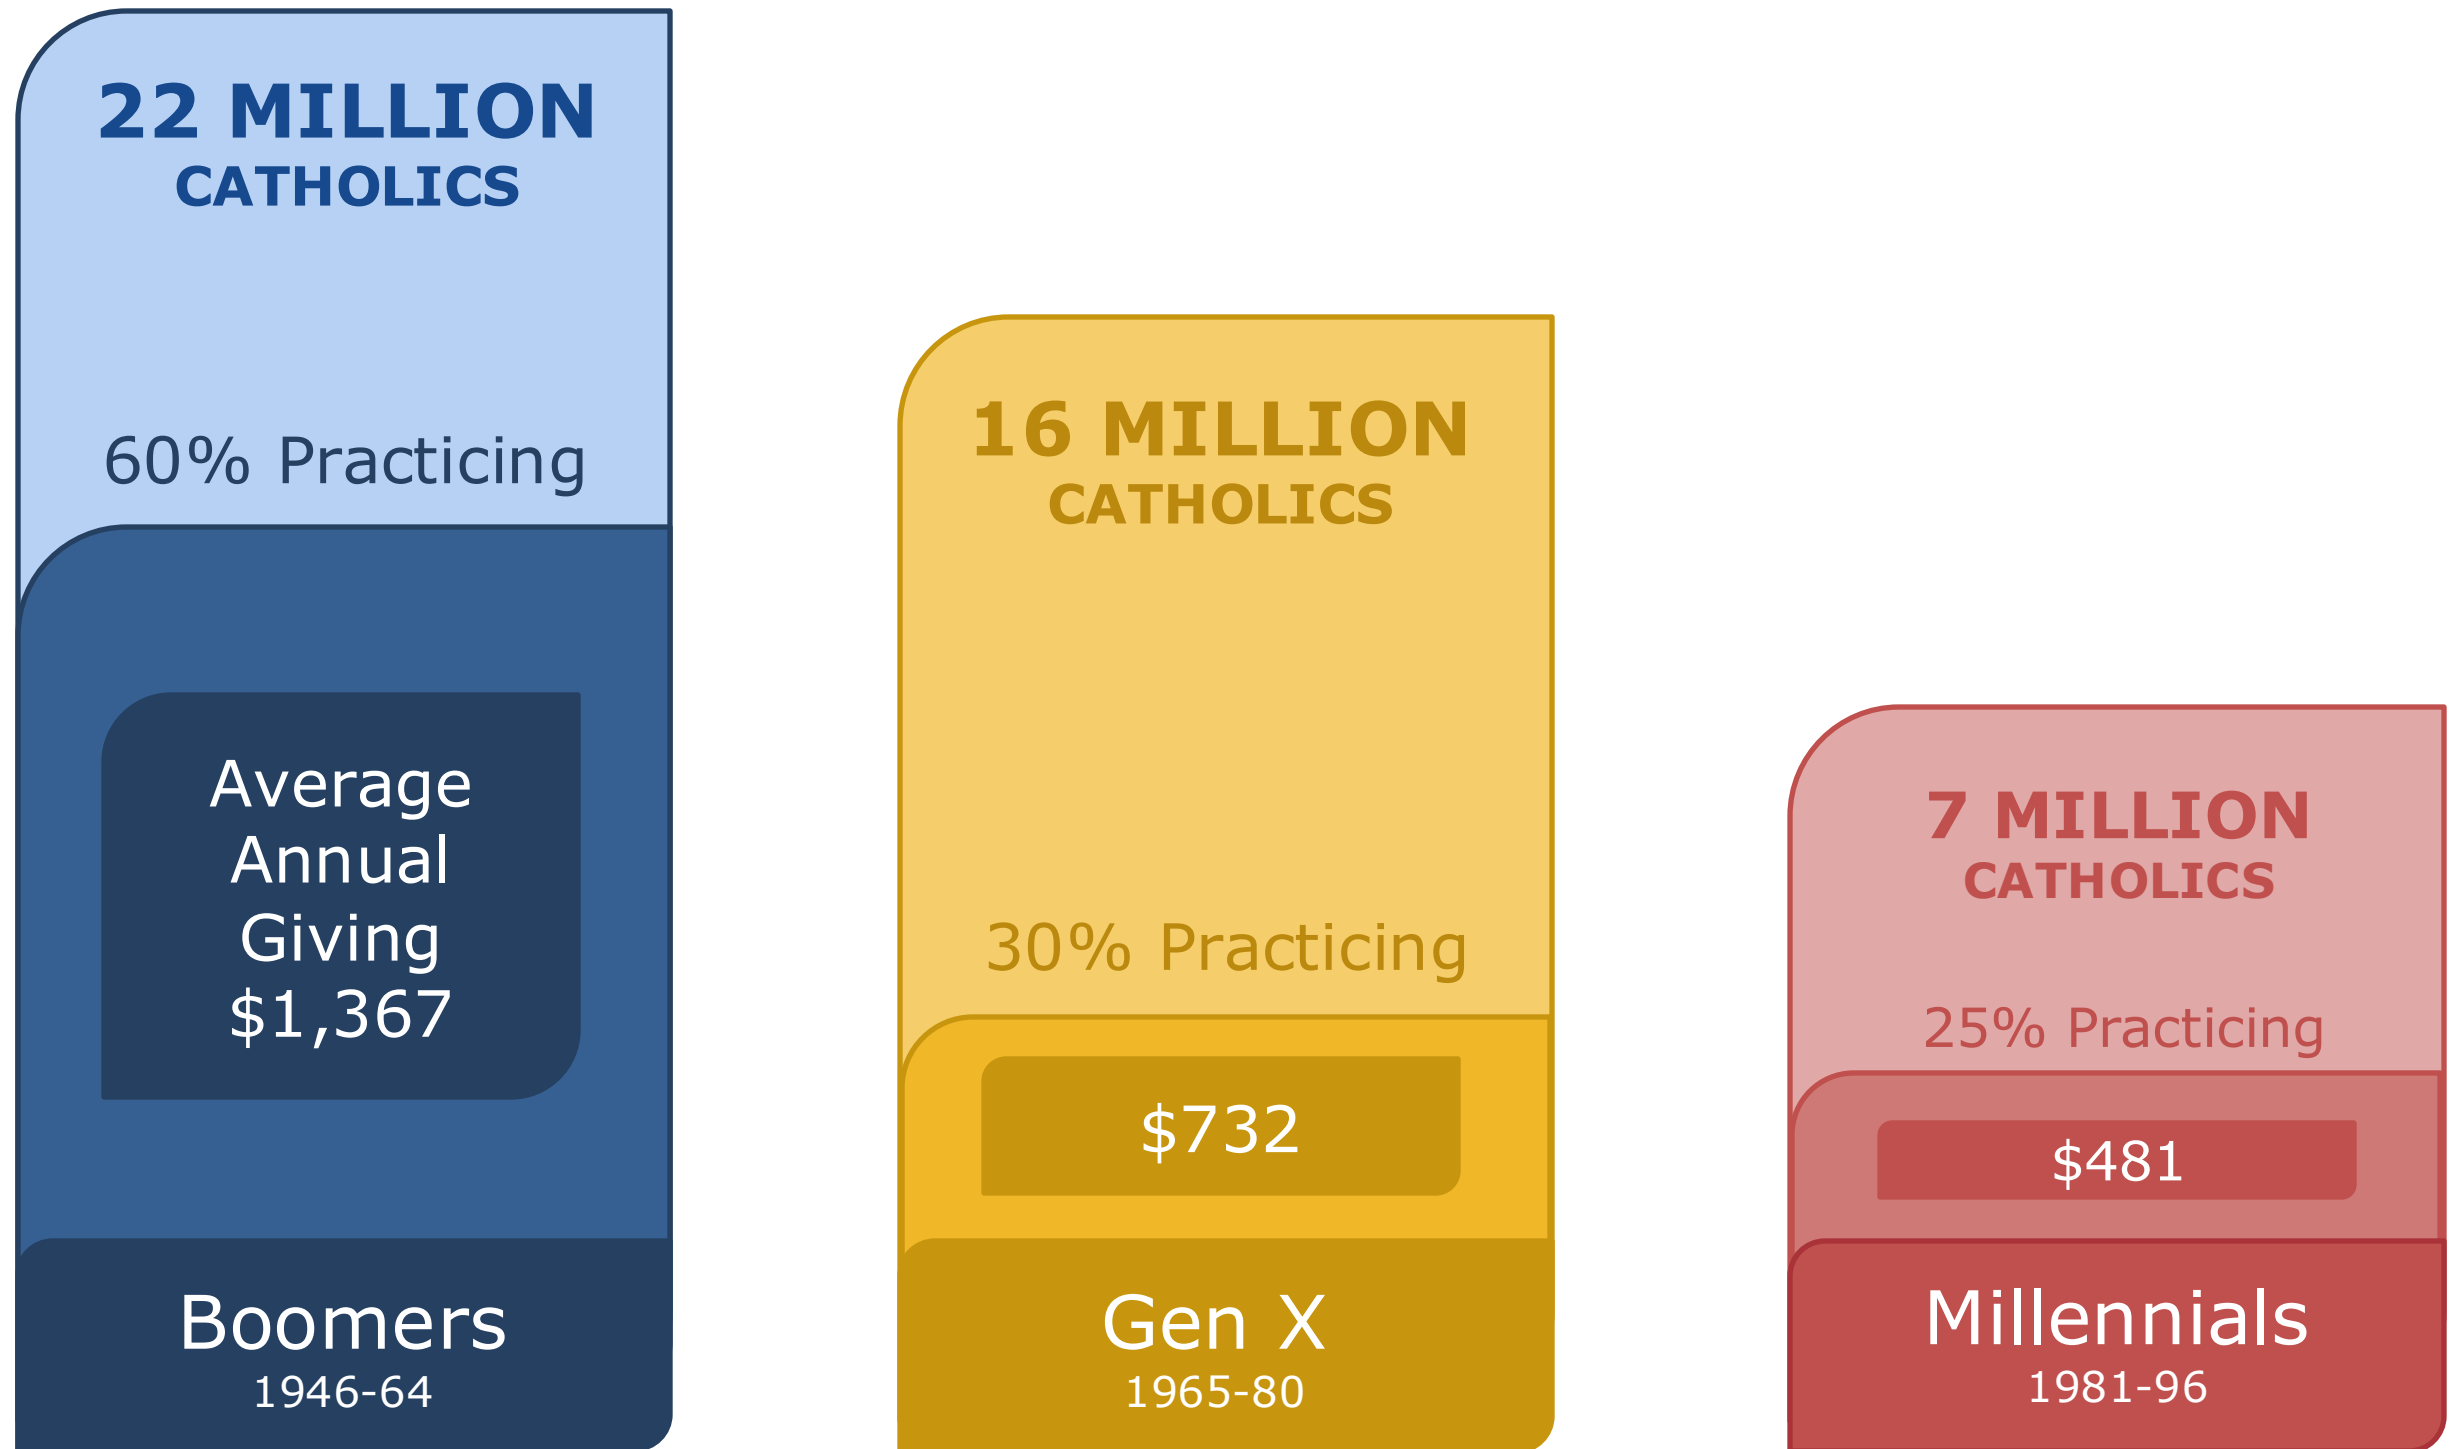 22 MILLION
CATHOLICS
60% Practicing
Average
Annual
Giving
$1,367
Boomers
1946-64
16 MILLION
CATHOLICS
30% Practicing
$732
Gen X
1965-80
7 MILLION
CATHOLICS
25% Practicing
$481
Millennials
1981-96